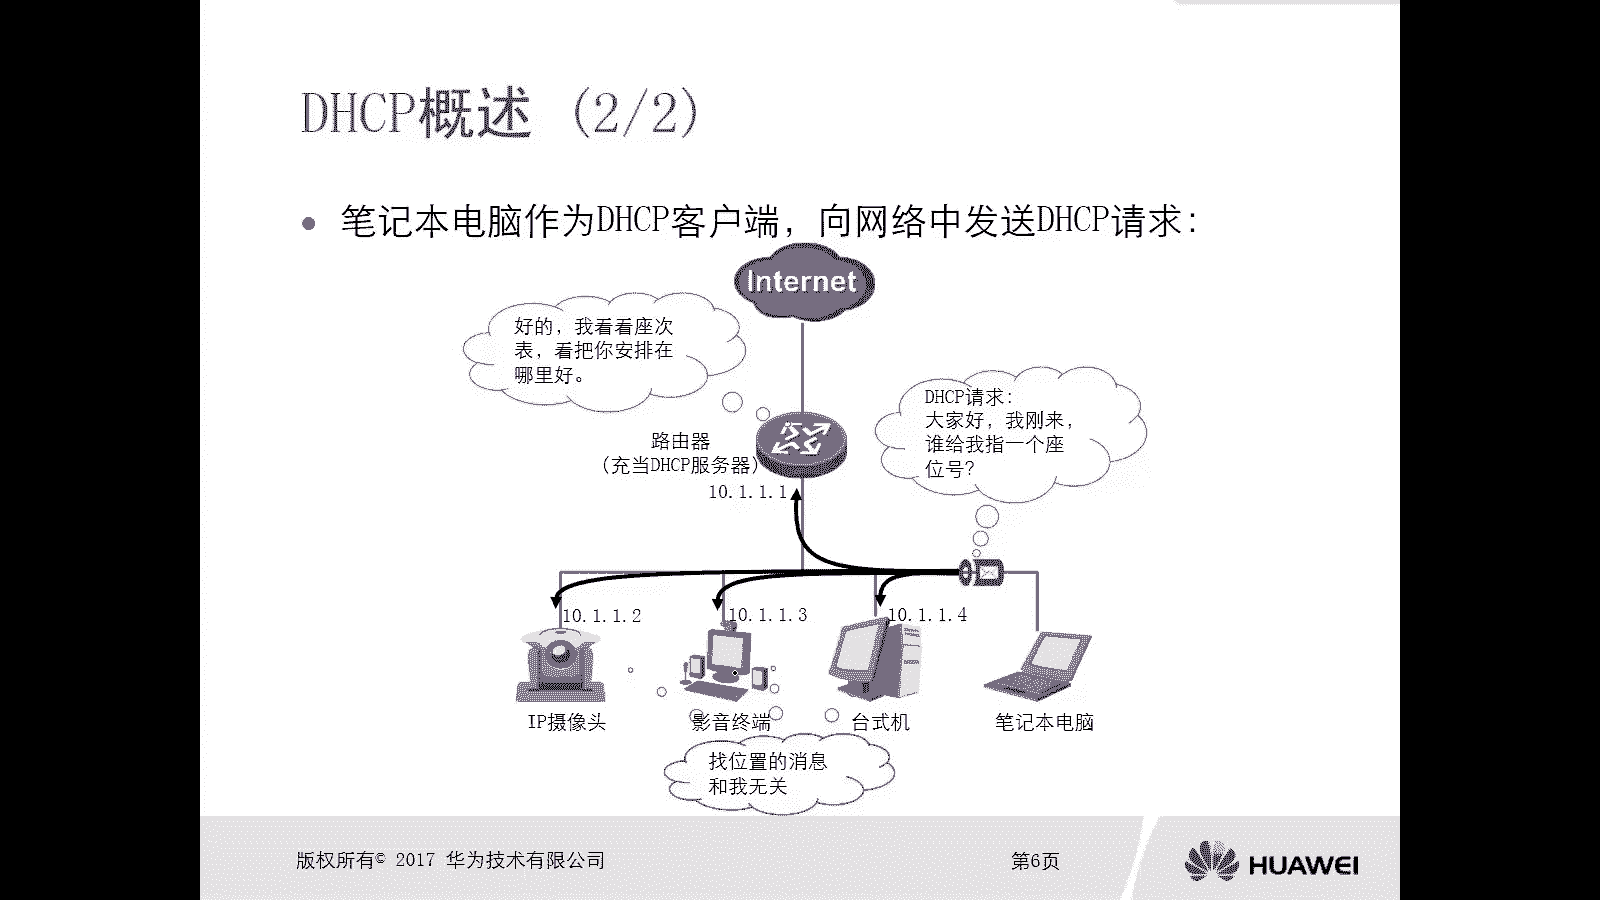 DHCP概述 (2/2)
• 笔记本电脑作为DHCP客户端，向网络中发送DHCP请求：
Internet
好的，我看看座次
表，看把你安排在
哪里好。
DHCP请求：
大家好，我刚来，
谁给我指一个座
位号？
路由器
（充当DHCP服务器）
10.1.1.1
10.1.1.2
10.1.1.3
10.1.1.4
IP摄像头
影音终端
台式机
笔记本电脑
找位置的消息
和我无关
版权所有© 2017 华为技术有限公司
第6页
HUAWEI